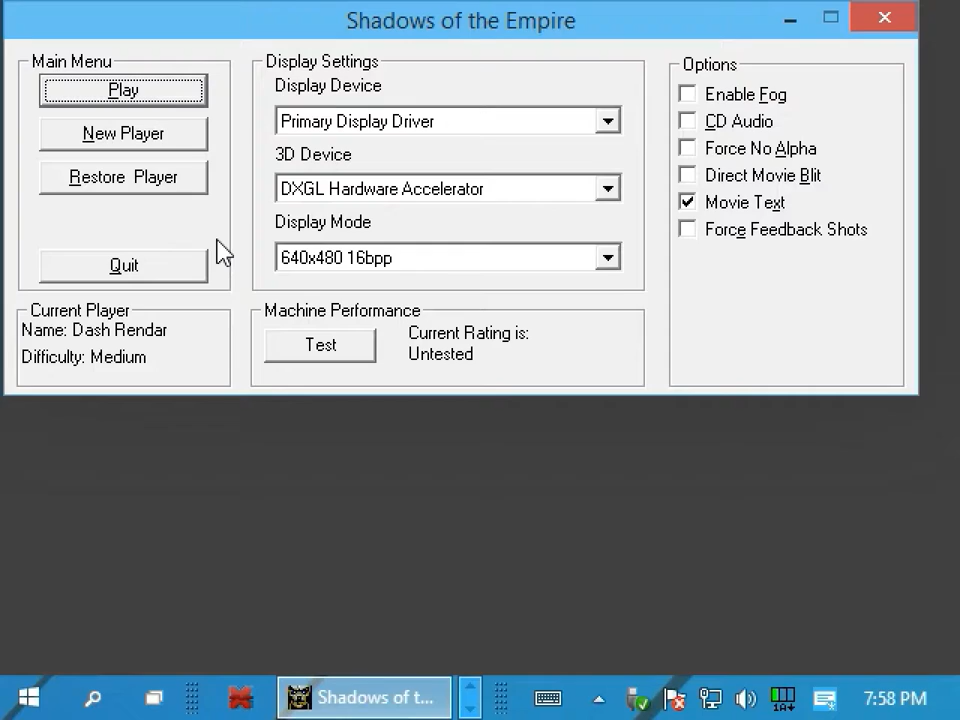 Shadows of the Empire
Main Menu
Play
New Player
Restore Player
Quit
Current Player
Name: Dash Rendar
Difficulty: Medium
Display Settings
Display Device
Primary Display Driver
3D Device
DXGL Hardware Accelerator
Display Mode
640x480 16bpp
Machine Performance
Test
Current Rating is:
Untested
Options
Enable Fog
CD Audio
Force No Alpha
Direct Movie Blit
Movie Text
Force Feedback Shots
Shadows of t...
1A+
7:58 PM